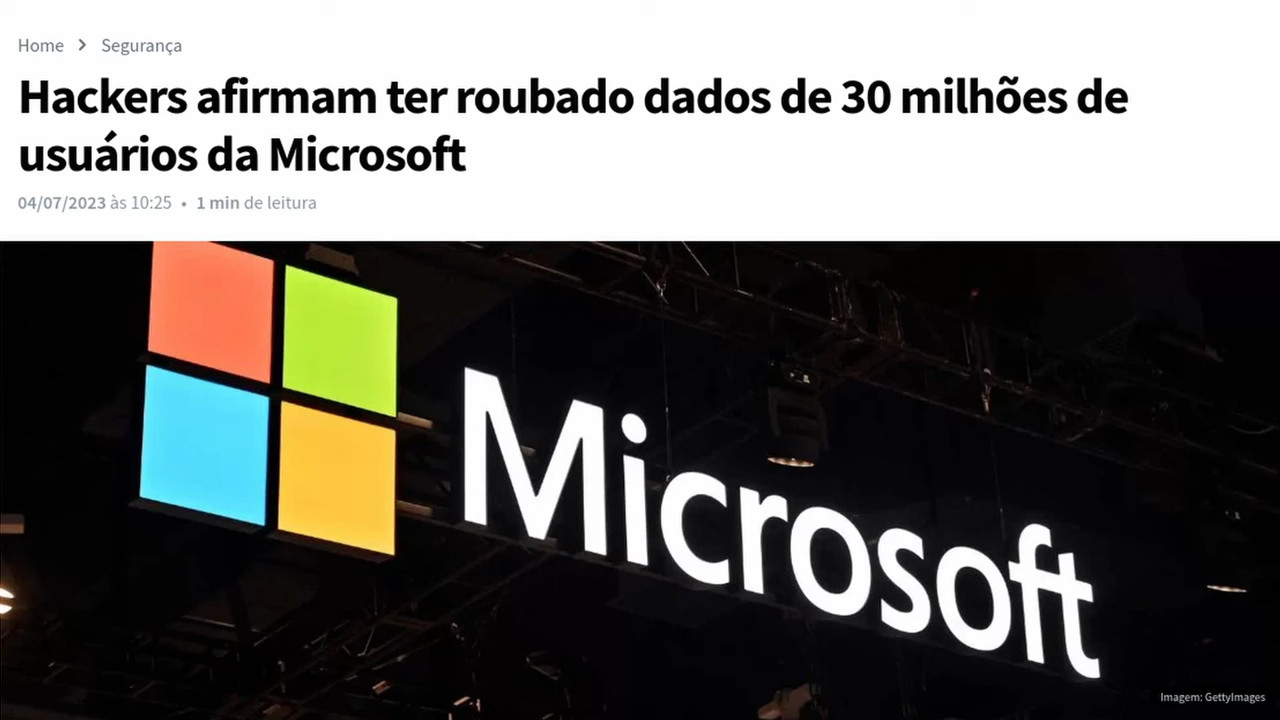 Home > Segurança
Hackers afirmam ter roubado dados de 30 milhões de
usuários da Microsoft
04/07/2023 às 10:25 • 1 min de leitura
Microsoft
Imagem: GettyImages